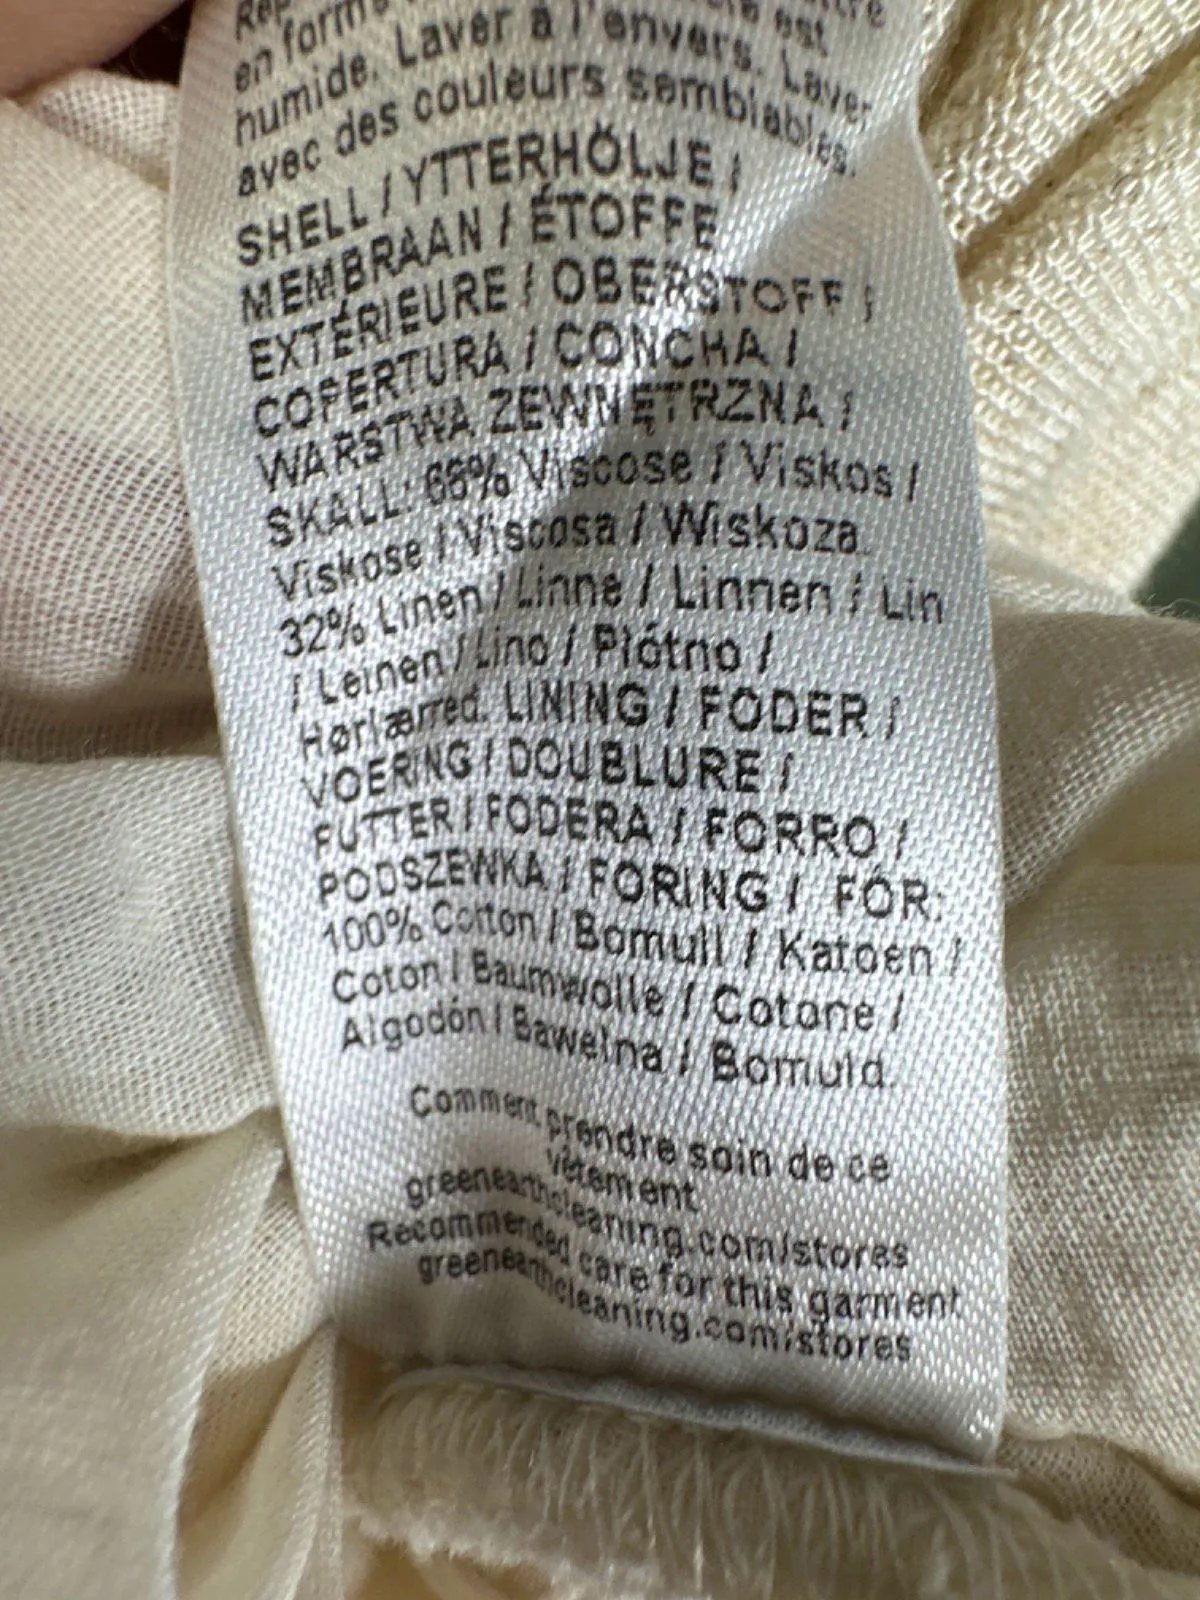 en forme
est
humide. Laver à l'envers. Laver
avec des couleurs semblables.
SHELL / YTTERHÖLJE /
MEMBRAAN / ÉTOFFE
EXTÉRIEURE / OBERSTOFF /
COPERTURA / CONCHA /
WARSTWA ZEWNĘTRZNA /
SKALL: 68% Viscose / Viskos /
Viskose / Viscosa / Wiskoza.
32% Linen / Linne / Linnen / Lin
/ Leinen / Lino / Płótno /
Hørlærred. LINING / FODER /
VOERING / DOUBLURE /
FUTTER / FODERA / FORRO /
PODSZEWKA / FORING / FÓR:
100% Cotton / Bomull / Katoen /
Coton / Baumwolle / Cotone /
Algodón / Bawełna / Bomuld.
Comment prendre soin de ce
vêtement
greenearthcleaning.com/stores
Recommended care for this garment
greenearthcleaning.com/stores